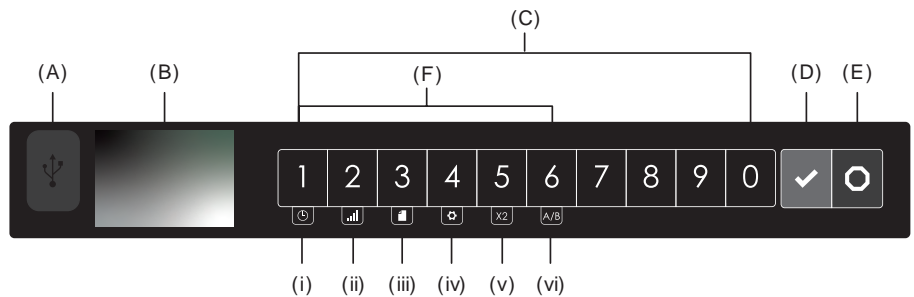 (C)
(A) (B) (F) (D) (E)
1 2 3 4 5 6 7 8 9 0
X2 A/B
(i) (ii) (iii) (iv) (v) (vi)